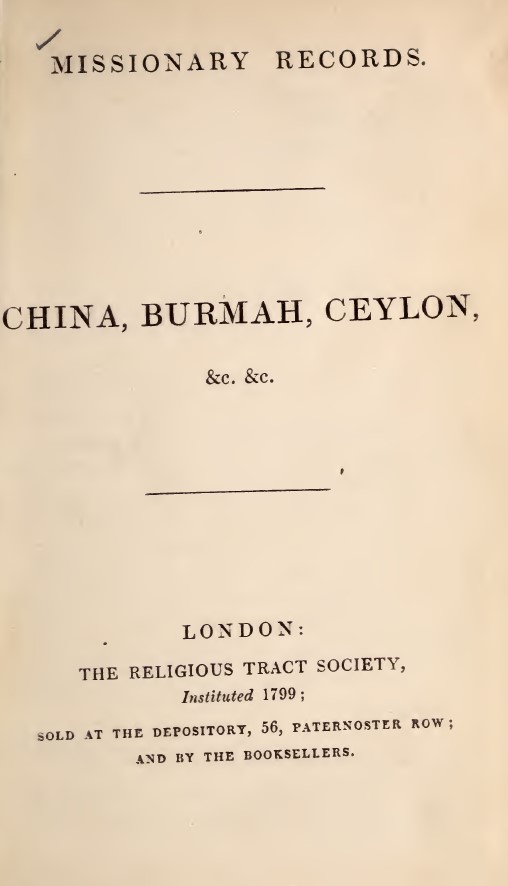 MISSIONARY RECORDS.
CHINA, BURMAH, CEYLON,
&c. &c.
LONDON:
THE RELIGIOUS TRACT SOCIETY,
Instituted 1799;
SOLD AT THE DEPOSITORY, 56, PATERNOSTER ROW;
AND BY THE BOOKSELLERS.